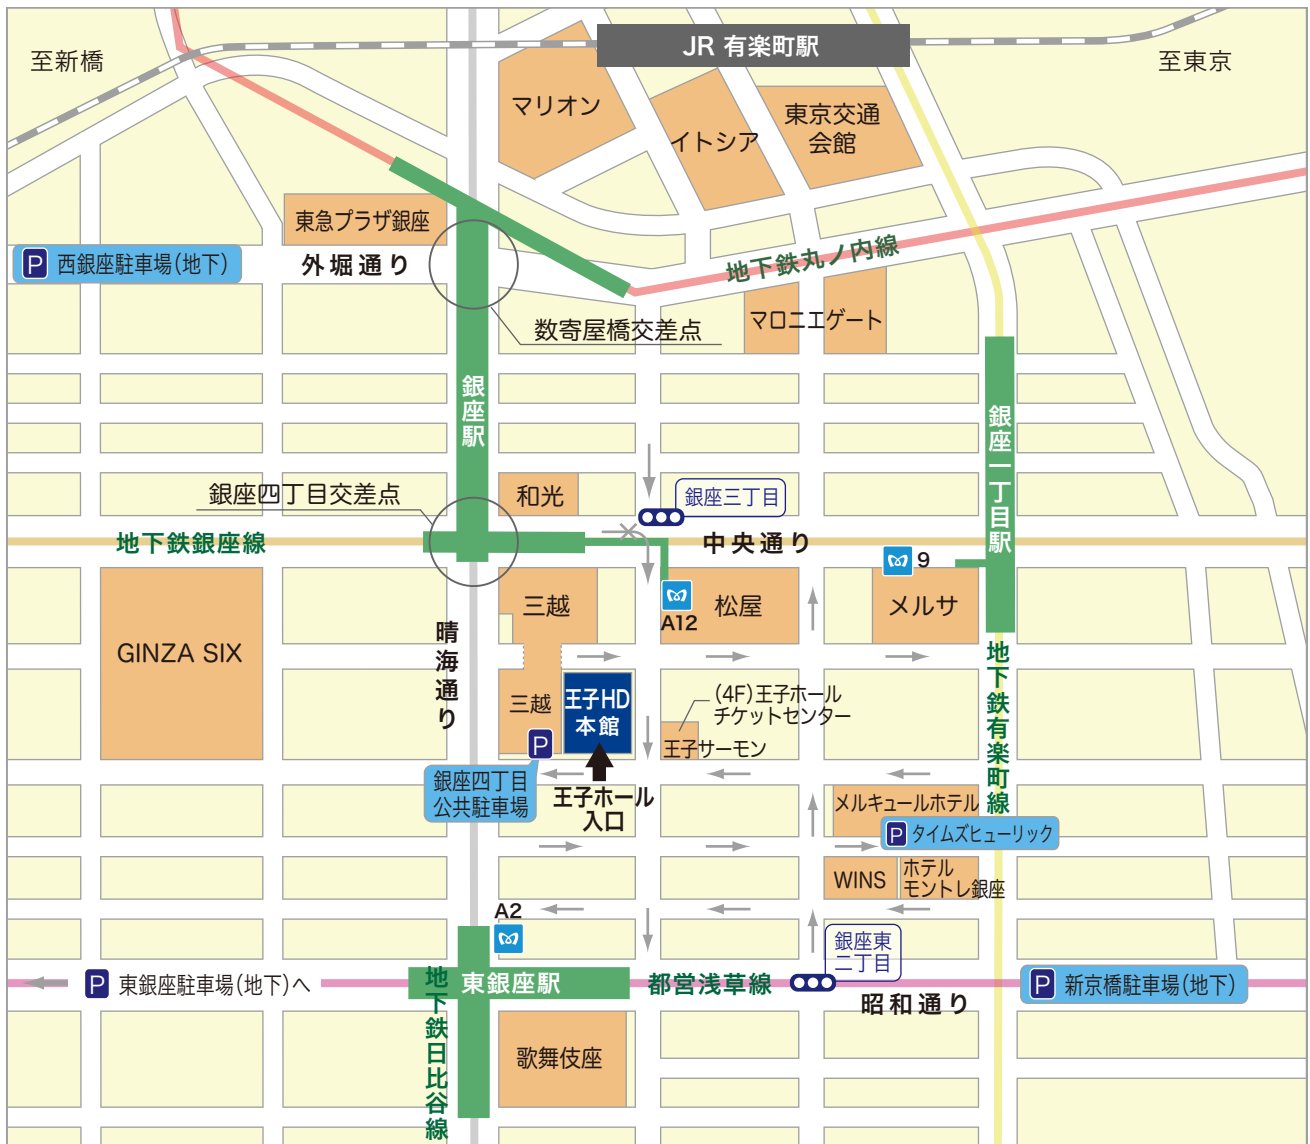 JR 有楽町駅
至新橋
至東京
マリオン
イトシア
東京交通
会館
東急プラザ銀座
P 西銀座駐車場(地下)
外堀通り
地下鉄丸ノ内線
マロニエゲート
数寄屋橋交差点
銀座駅
銀座一丁目駅
銀座四丁目交差点
和光
銀座三丁目
地下鉄銀座線
中央通り
9
三越
A12
松屋
メルサ
GINZA SIX
晴海通り
地下鉄有楽町線
三越
王子HD
本館
(4F)王子ホール
チケットセンター
王子サーモン
P
銀座四丁目
公共駐車場
王子ホール
入口
メルキュールホテル
P タイムズヒューリック
WINS
ホテル
モントレ銀座
A2
銀座東
二丁目
P 東銀座駐車場(地下)へ
東銀座駅
都営浅草線
昭和通り
P 新京橋駐車場(地下)
地下鉄日比谷線
歌舞伎座